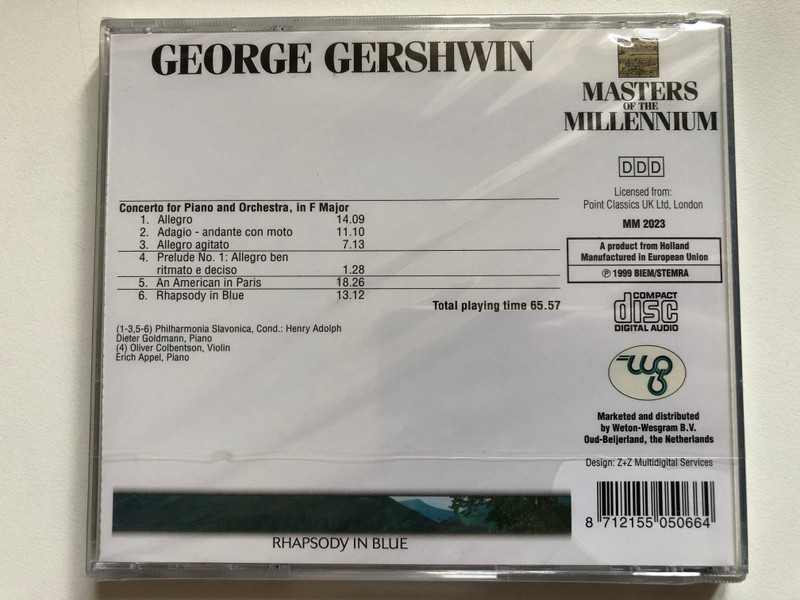 GEORGE GERSHWIN
MASTERS
OF THE
MILLENNIUM
DDD
Licensed from:
Point Classics UK Ltd, London
MM 2023
A product from Holland
Manufactured in European Union
℗ 1999 BIEM/STEMRA
COMPACT
disc
DIGITAL AUDIO
Concerto for Piano and Orchestra, in F Major
1. Allegro 14.09
2. Adagio - andante con moto 11.10
3. Allegro agitato 7.13
4. Prelude No. 1: Allegro ben
ritmato e deciso 1.28
5. An American in Paris 18.26
6. Rhapsody in Blue 13.12
Total playing time 65.57
(1-3,5-6) Philharmonia Slavonica, Cond.: Henry Adolph
Dieter Goldmann, Piano
(4) Oliver Colbentson, Violin
Erich Appel, Piano
Marketed and distributed
by Weton-Wesgram B.V.
Oud-Beijerland, the Netherlands
Design: Z+Z Multidigital Services
8 712155 050664
RHAPSODY IN BLUE